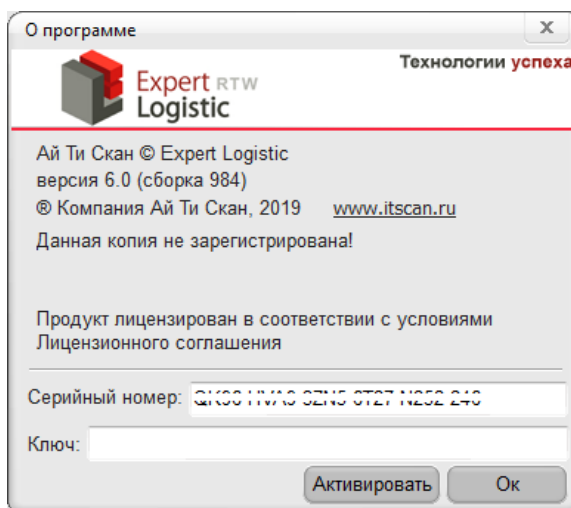 О программе
Технологии успеха
Expert RTW
Logistic
Ай Ти Скан © Expert Logistic
версия 6.0 (сборка 984)
® Компания Ай Ти Скан, 2019 www.itscan.ru
Данная копия не зарегистрирована!
Продукт лицензирован в соответствии с условиями
Лицензионного соглашения
Серийный номер:
Ключ:
Активировать Ок